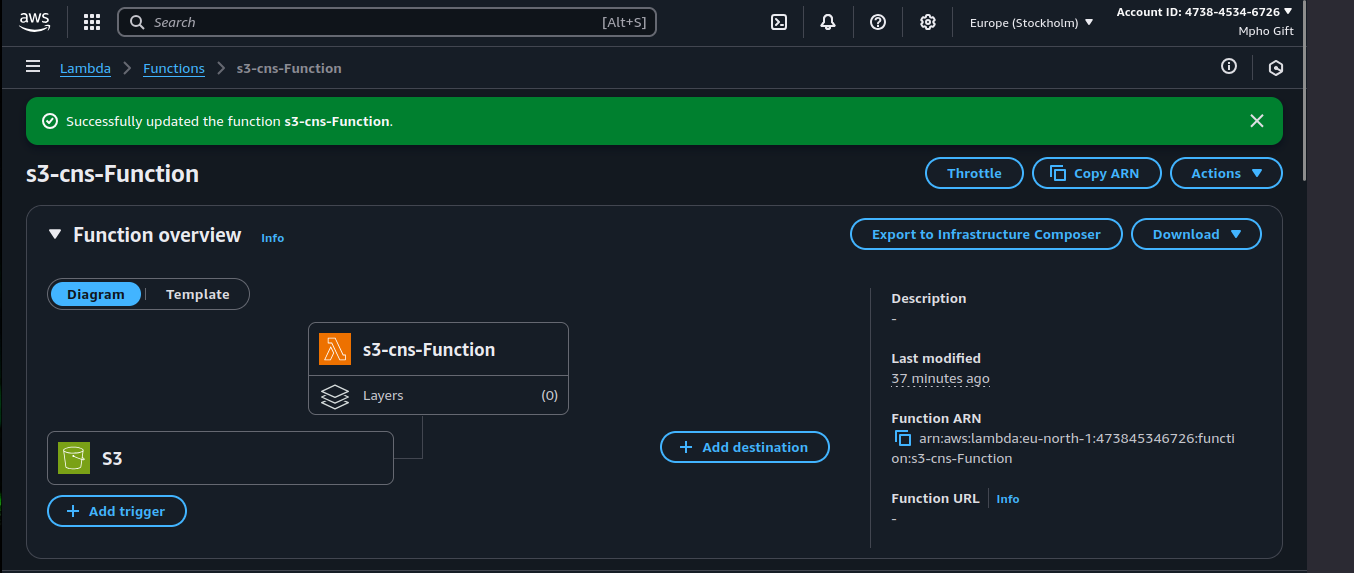 aws
Search [Alt+S]
Europe (Stockholm)
Account ID: 4738-4534-6726
Mpho Gift
Lambda Functions s3-cns-Function
Successfully updated the function s3-cns-Function.
s3-cns-Function
Throttle Copy ARN Actions
Function overview Info
Export to Infrastructure Composer Download
Diagram Template
s3-cns-Function
Layers (0)
S3
Add trigger
Add destination
Description
-
Last modified
37 minutes ago
Function ARN
arn:aws:lambda:eu-north-1:473845346726:functi
on:s3-cns-Function
Function URL Info
-